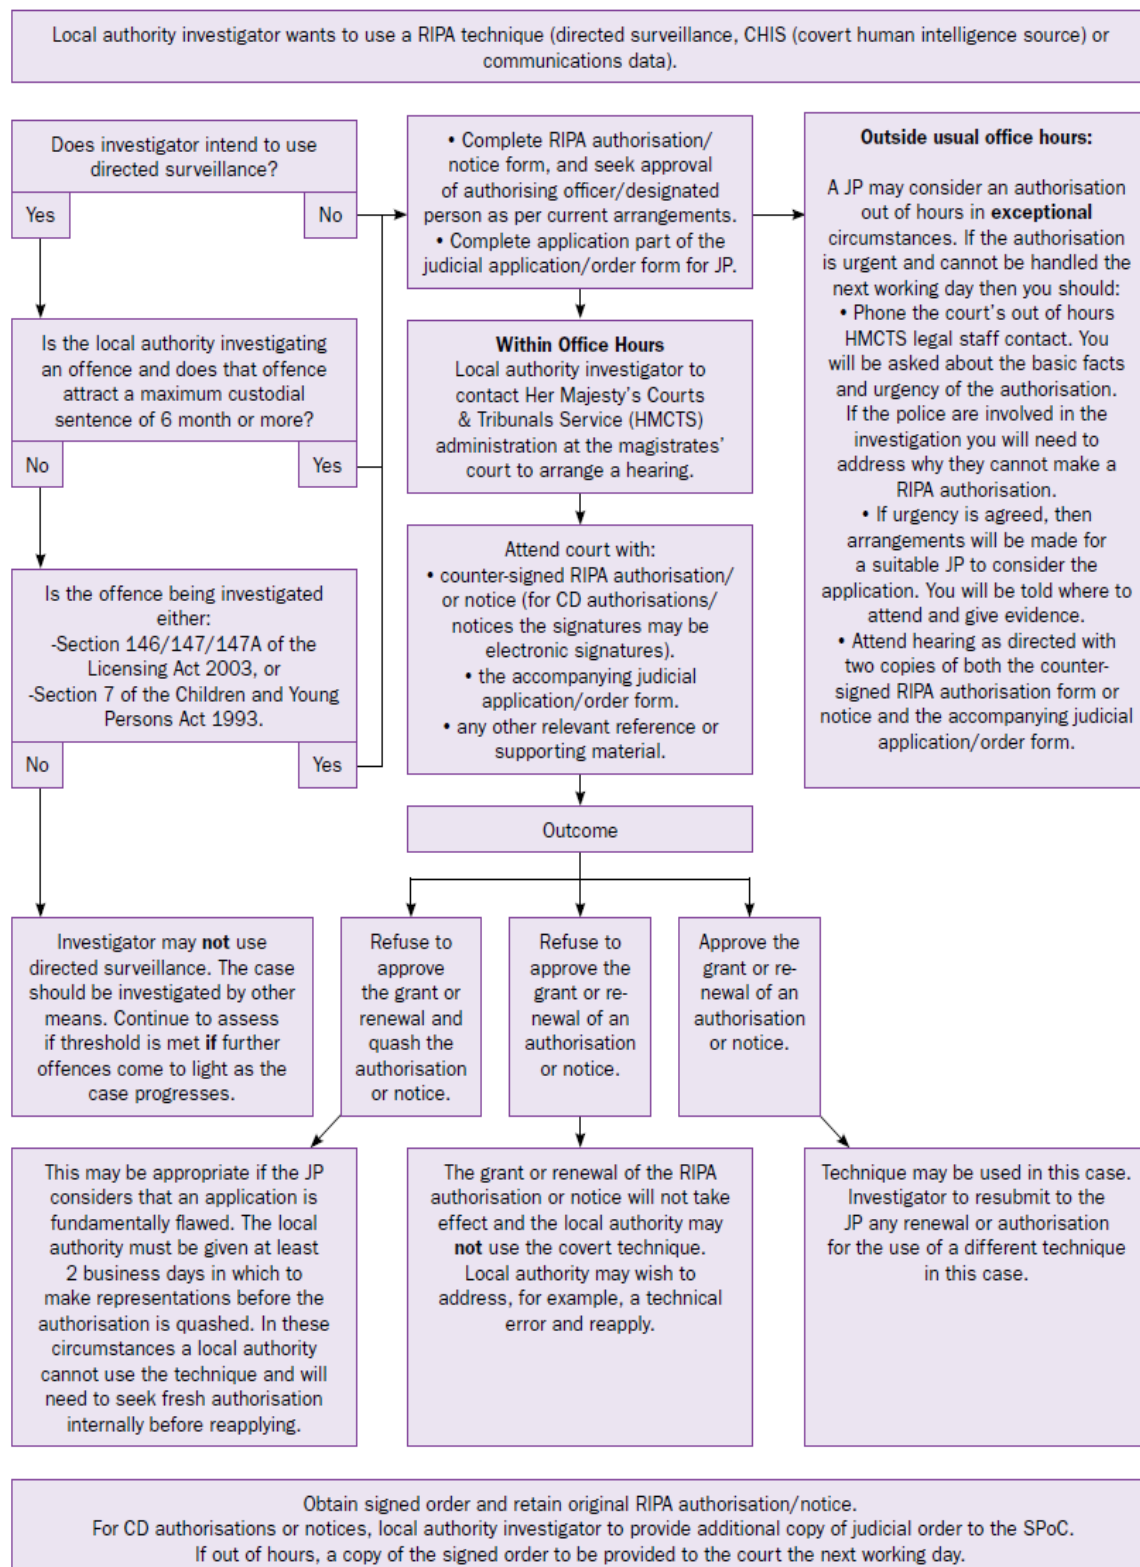 Local authority investigator wants to use a RIPA technique (directed surveillance, CHIS (covert human intelligence source) or
communications data).
Does investigator intend to use
directed surveillance?
Yes
No
Is the local authority investigating
an offence and does that offence
attract a maximum custodial
sentence of 6 month or more?
No
Yes
Is the offence being investigated
either:
-Section 146/147/147A of the
Licensing Act 2003, or
-Section 7 of the Children and Young
Persons Act 1993.
No
Yes
Investigator may not use
directed surveillance. The case
should be investigated by other
means. Continue to assess
if threshold is met if further
offences come to light as the
case progresses.
• Complete RIPA authorisation/
notice form, and seek approval
of authorising officer/designated
person as per current arrangements.
• Complete application part of the
judicial application/order form for JP.
Within Office Hours
Local authority investigator to
contact Her Majesty's Courts
& Tribunals Service (HMCTS)
administration at the magistrates'
court to arrange a hearing.
Attend court with:
• counter-signed RIPA authorisation/
or notice (for CD authorisations/
notices the signatures may be
electronic signatures).
• the accompanying judicial
application/order form.
• any other relevant reference or
supporting material.
Outside usual office hours:
A JP may consider an authorisation
out of hours in exceptional
circumstances. If the authorisation
is urgent and cannot be handled the
next working day then you should:
• Phone the court's out of hours
HMCTS legal staff contact. You
will be asked about the basic facts
and urgency of the authorisation.
If the police are involved in the
investigation you will need to
address why they cannot make a
RIPA authorisation.
• If urgency is agreed, then
arrangements will be made for
a suitable JP to consider the
application. You will be told where to
attend and give evidence.
• Attend hearing as directed with
two copies of both the counter-
signed RIPA authorisation form or
notice and the accompanying judicial
application/order form.
Outcome
Refuse to
approve
the grant or
renewal and
quash the
authorisation
or notice.
Refuse to
approve the
grant or re-
newal of an
authorisation
or notice.
Approve the
grant or re-
newal of an
authorisation
or notice.
This may be appropriate if the JP
considers that an application is
fundamentally flawed. The local
authority must be given at least
2 business days in which to
make representations before the
authorisation is quashed. In these
circumstances a local authority
cannot use the technique and will
need to seek fresh authorisation
internally before reapplying.
The grant or renewal of the RIPA
authorisation or notice will not take
effect and the local authority may
not use the covert technique.
Local authority may wish to
address, for example, a technical
error and reapply.
Technique may be used in this case.
Investigator to resubmit to the
JP any renewal or authorisation
for the use of a different technique
in this case.
Obtain signed order and retain original RIPA authorisation/notice.
For CD authorisations or notices, local authority investigator to provide additional copy of judicial order to the SPoC.
If out of hours, a copy of the signed order to be provided to the court the next working day.